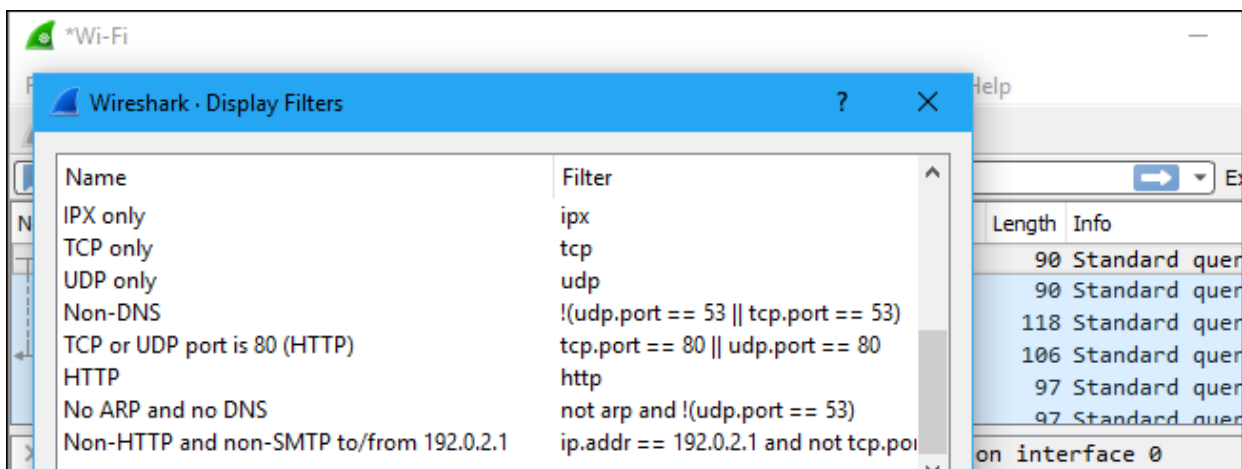 *Wi-Fi
Help
Wireshark · Display Filters ?
Name Filter
IPX only ipx
TCP only tcp
UDP only udp
Non-DNS !(udp.port == 53 || tcp.port == 53)
TCP or UDP port is 80 (HTTP) tcp.port == 80 || udp.port == 80
HTTP http
No ARP and no DNS not arp and !(udp.port == 53)
Non-HTTP and non-SMTP to/from 192.0.2.1 ip.addr == 192.0.2.1 and not tcp.por
Ex
Length Info
90 Standard quer
90 Standard quer
118 Standard quer
106 Standard quer
97 Standard quer
97 Standard quer
on interface 0